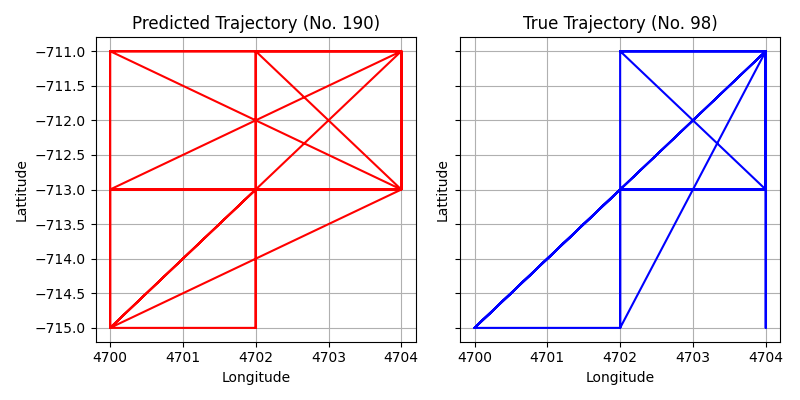 Predicted Trajectory (No. 190)
−711.0
−711.5
−712.0
−712.5
−713.0
−713.5
−714.0
−714.5
−715.0
Lattitude
4700 4701 4702 4703 4704
Longitude
True Trajectory (No. 98)
Lattitude
4700 4701 4702 4703 4704
Longitude